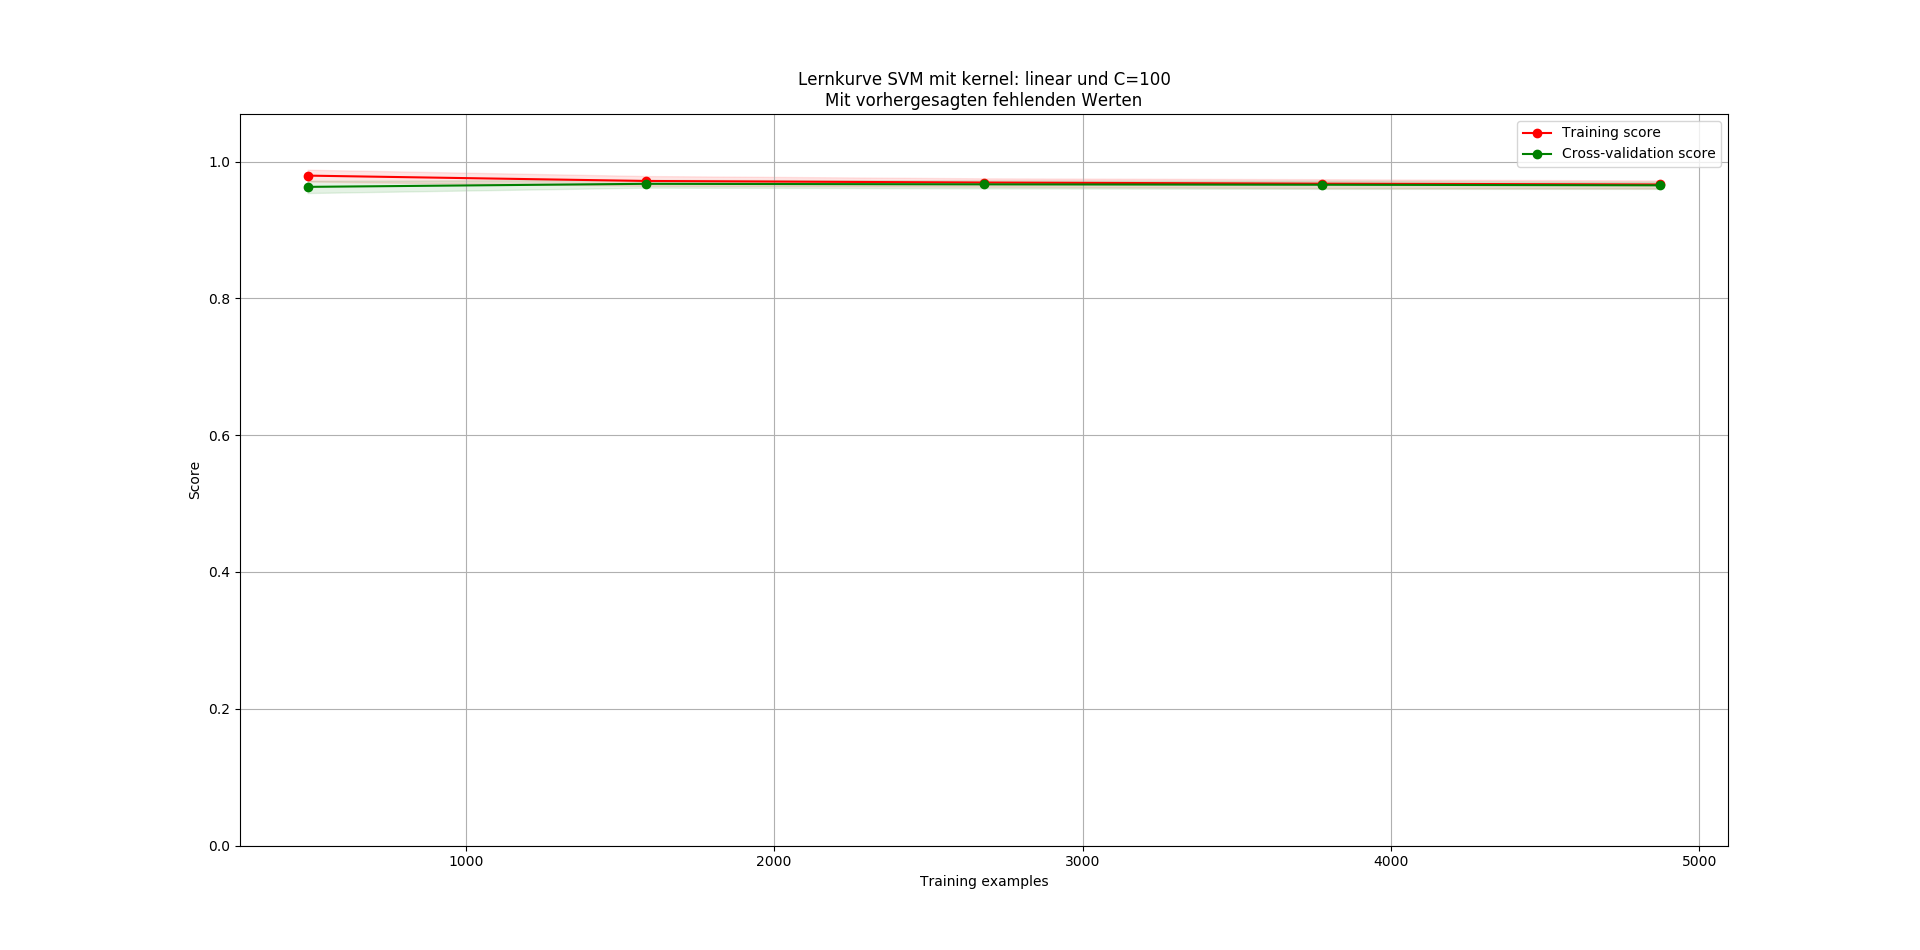 Lernkurve SVM mit kernel: linear und C=100
Mit vorhergesagten fehlenden Werten
Training score
Cross-validation score
1.0
0.8
0.6
0.4
0.2
0.0
Score
1000 2000 3000 4000 5000
Training examples